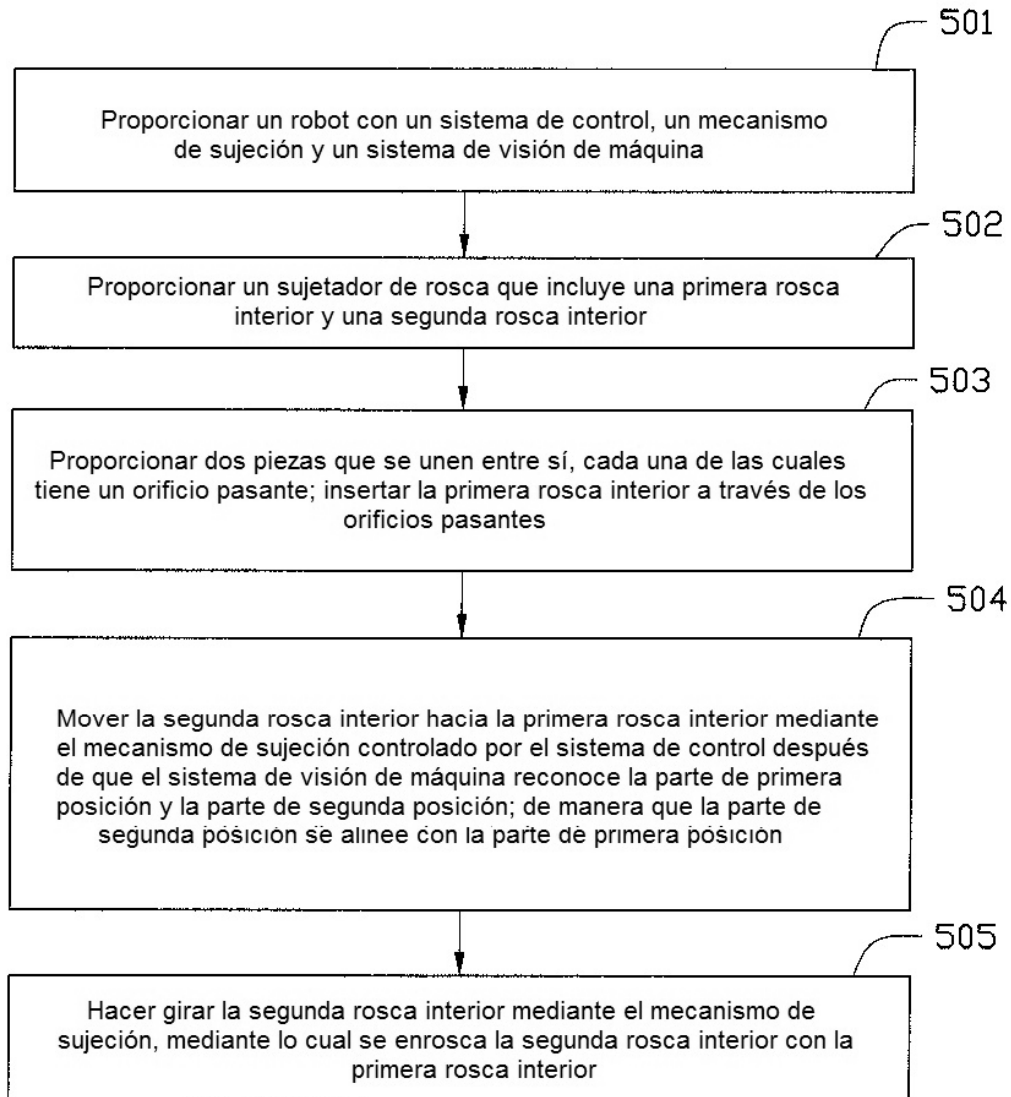 501
Proporcionar un robot con un sistema de control, un mecanismo
de sujeción y un sistema de visión de máquina
502
Proporcionar un sujetador de rosca que incluye una primera rosca
interior y una segunda rosca interior
503
Proporcionar dos piezas que se unen entre sí, cada una de las cuales
tiene un orificio pasante; insertar la primera rosca interior a través de los
orificios pasantes
504
Mover la segunda rosca interior hacia la primera rosca interior mediante
el mecanismo de sujeción controlado por el sistema de control después
de que el sistema de visión de máquina reconoce la parte de primera
posición y la parte de segunda posición; de manera que la parte de
segunda posición se alinee con la parte de primera posición
505
Hacer girar la segunda rosca interior mediante el mecanismo de
sujeción, mediante lo cual se enrosca la segunda rosca interior con la
primera rosca interior